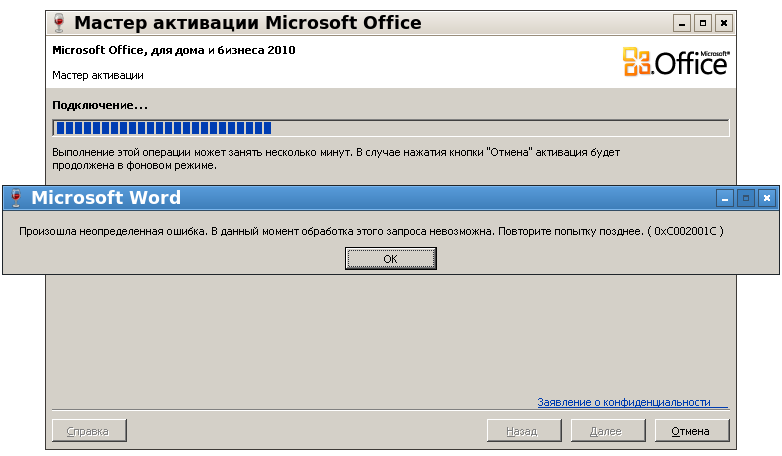 Мастер активации Microsoft Office
Microsoft Office, для дома и бизнеса 2010
Мастер активации
Microsoft®
Office
Подключение...
Выполнение этой операции может занять несколько минут. В случае нажатия кнопки "Отмена" активация будет
продолжена в фоновом режиме.
Microsoft Word
Произошла неопределенная ошибка. В данный момент обработка этого запроса невозможна. Повторите попытку позднее. ( 0xC002001C )
OK
Заявление о конфиденциальности
Справка
Назад
Далее
Отмена